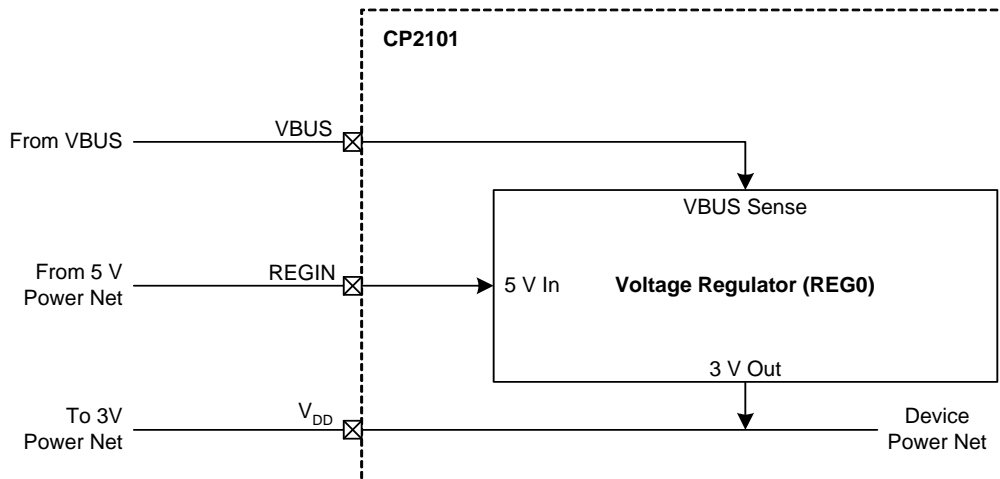 CP2101
VBUS
From VBUS
VBUS Sense
From 5 V
Power Net
REGIN
5 V In
Voltage Regulator (REG0)
3 V Out
To 3V
Power Net
VDD
Device
Power Net